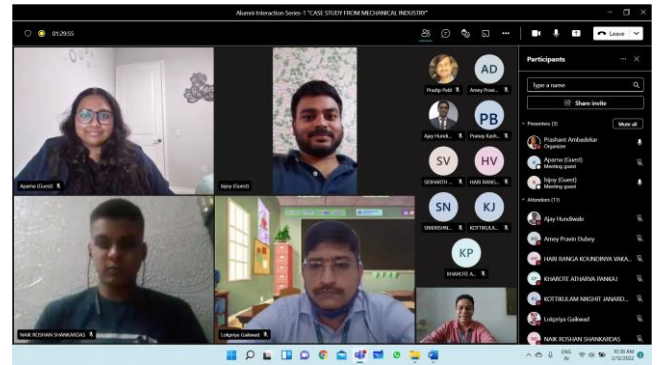 Alumni Interaction Series-1 "CASE STUDY FROM MECHANICAL INDUSTRY"
01:29:55
Leave
Aparna (Guest)
bijoy (Guest)
NAIK ROSHAN SHANKARDAS
Lokpriya Gaikwad
Pradip Patil
AD
Amey Pravi...
Ajay Hundi...
PB
Pranay Kash...
SV
SIDHARTH ...
HV
HARI RANG...
SN
SRIKRISHN...
KJ
KOTTIKULA...
KP
KHAROTE A...
Participants
Type a name
Share invite
Presenters (3)
Mute all
Prashant Ambadekar
Organizer
Aparna (Guest)
Meeting guest
bijoy (Guest)
Meeting guest
Attendees (11)
Ajay Hundiwale
Amey Pravin Dubey
HARI RANGA KOUNDINYA VAKA...
KHAROTE ATHARVA PANKAJ
KOTTIKULAM NIKSHIT JANARD...
Lokpriya Gaikwad
NAIK ROSHAN SHANKARDAS
ENG
IN
10:38 AM
2/12/2022